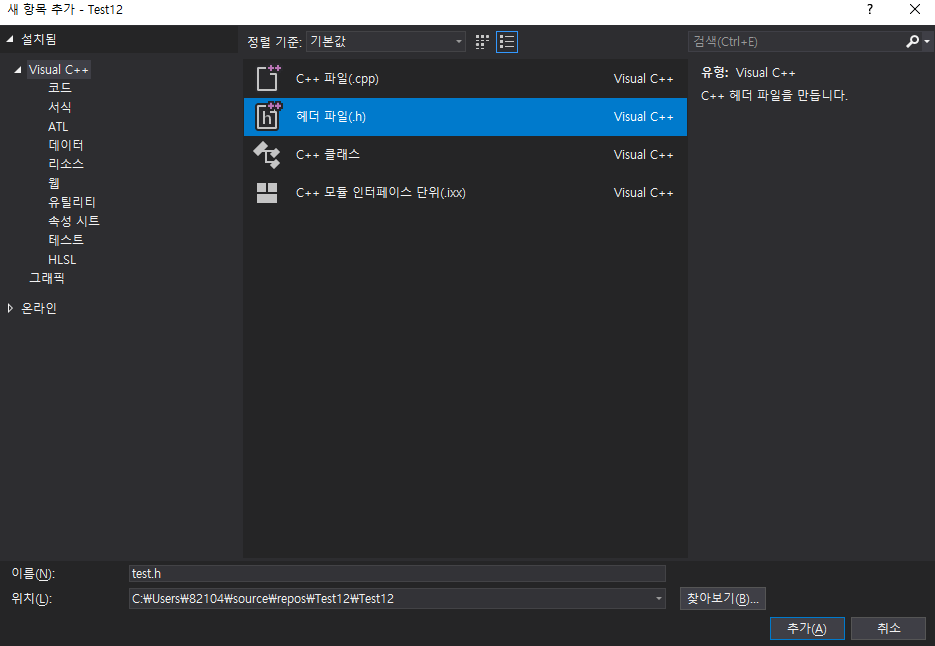 새 항목 추가 - Test12
?
설치됨
정렬 기준: 기본값
검색(Ctrl+E)
Visual C++
코드
서식
ATL
데이터
리소스
웹
유틸리티
속성 시트
테스트
HLSL
그래픽
온라인
C++ 파일(.cpp) Visual C++
헤더 파일(.h) Visual C++
C++ 클래스 Visual C++
C++ 모듈 인터페이스 단위(.ixx) Visual C++
유형: Visual C++
C++ 헤더 파일을 만듭니다.
이름(N): test.h
위치(L): C:₩Users₩82104₩source₩repos₩Test12₩Test12 찾아보기(B)...
추가(A) 취소